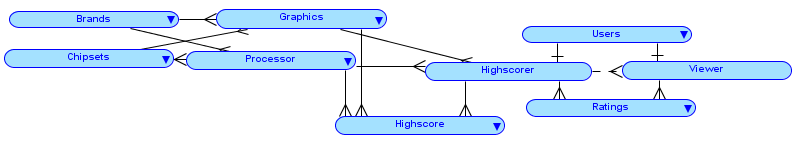 Brands
Graphics
Users
Chipsets
Processor
Highscorer
Viewer
Ratings
Highscore